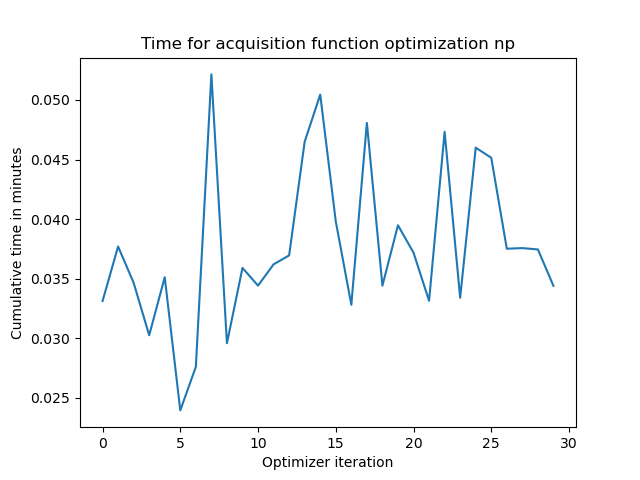 Time for acquisition function optimization np
Cumulative time in minutes
0.050
0.045
0.040
0.035
0.030
0.025
0 5 10 15 20 25 30
Optimizer iteration